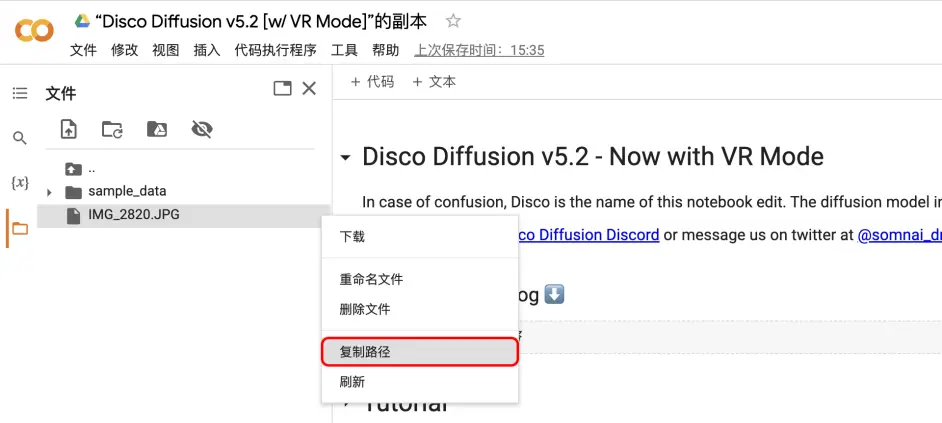 “Disco Diffusion v5.2 [w/ VR Mode]”的副本
文件 修改 视图 插入 代码执行程序 工具 帮助 上次保存时间：15:35
文件
+ 代码 + 文本
..
sample_data
IMG_2820.JPG
{x}
Disco Diffusion v5.2 - Now with VR Mode
In case of confusion, Disco is the name of this notebook edit. The diffusion model in
co Diffusion Discord or message us on twitter at @somnai_dr
og
下载
重命名文件
删除文件
复制路径
刷新
Tutorial